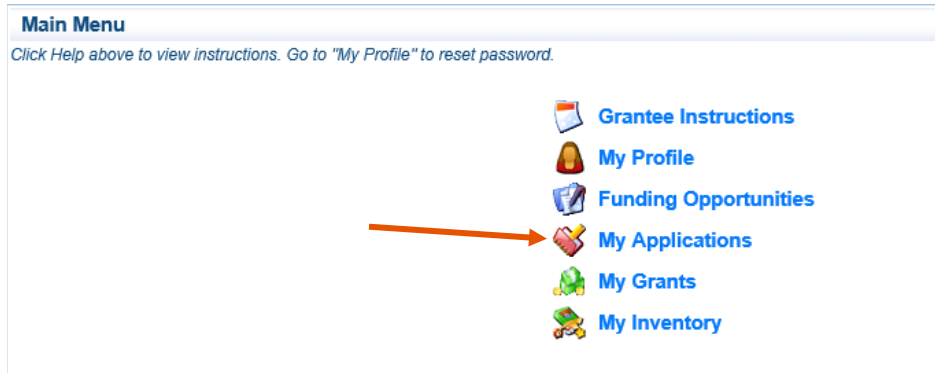 Main Menu
Click Help above to view instructions. Go to "My Profile" to reset password.
Grantee Instructions
My Profile
Funding Opportunities
My Applications
My Grants
My Inventory